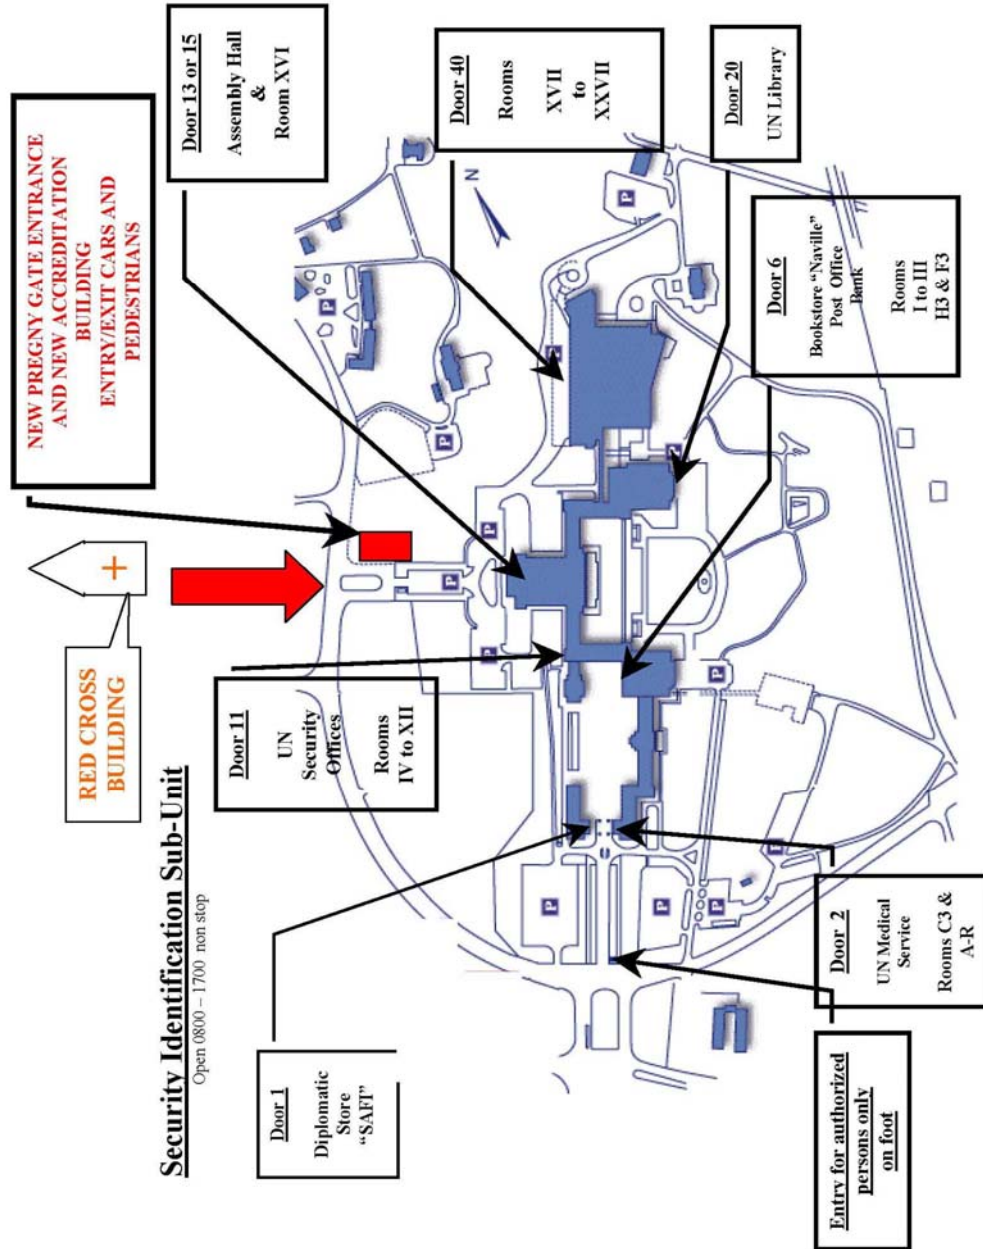 NEW PREGNY GATE ENTRANCE
AND NEW ACCREDITATION
BUILDING
ENTRY/EXIT CARS AND
PEDESTRIANS
RED CROSS
BUILDING
Security Identification Sub-Unit
Open 0800 – 1700 non stop
Door 1
Diplomatic
Store
“SAFI”
Door 11
UN
Security
Offices
Rooms
IV to XII
Door 13 or 15
Assembly Hall
&
Room XVI
Door 40
Rooms
XVII
to
XXVII
Door 20
UN Library
Door 6
Bookstore “Naville”
Post Office
Bank
Rooms
I to III
H3 & F3
Door 2
UN Medical
Service
Rooms C3 &
A-R
Entry for authorized
persons only
on foot
N
P
P
P
P
P
P
P
P
P
P
P
P
P
P